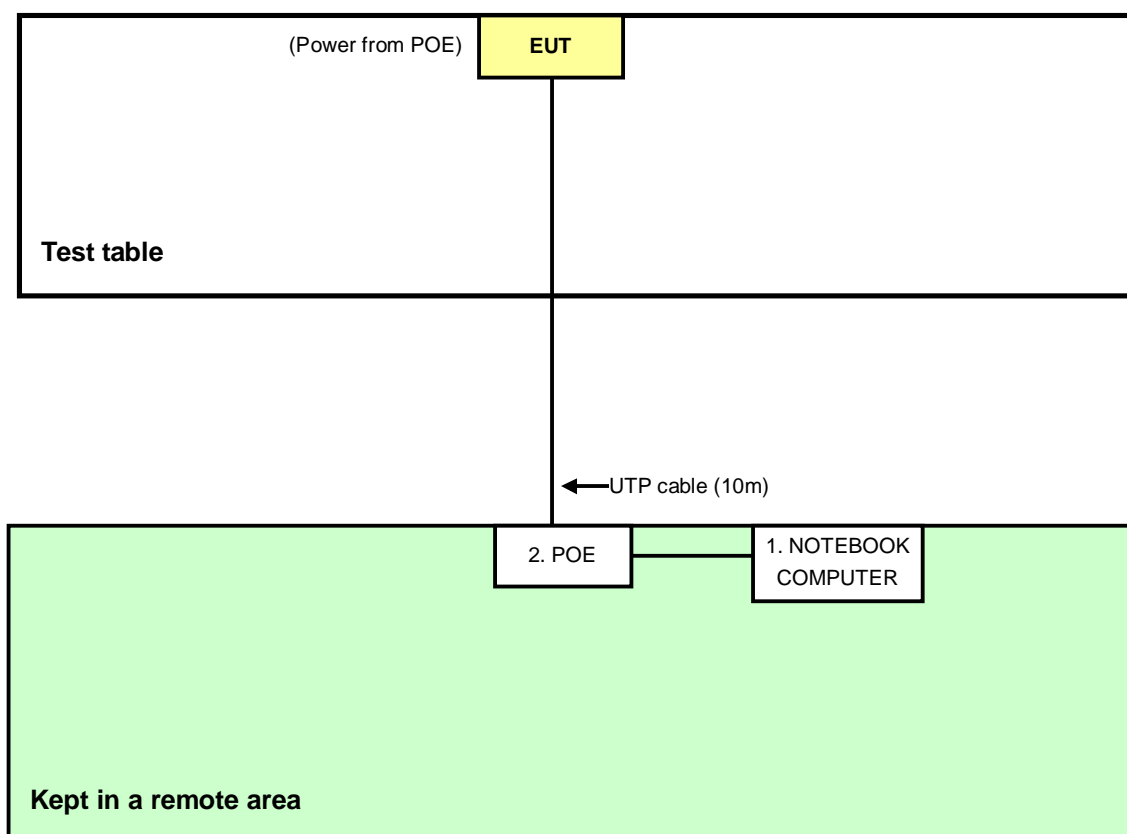 (Power from POE)
EUT
Test table
UTP cable (10m)
2. POE
1. NOTEBOOK
COMPUTER
Kept in a remote area